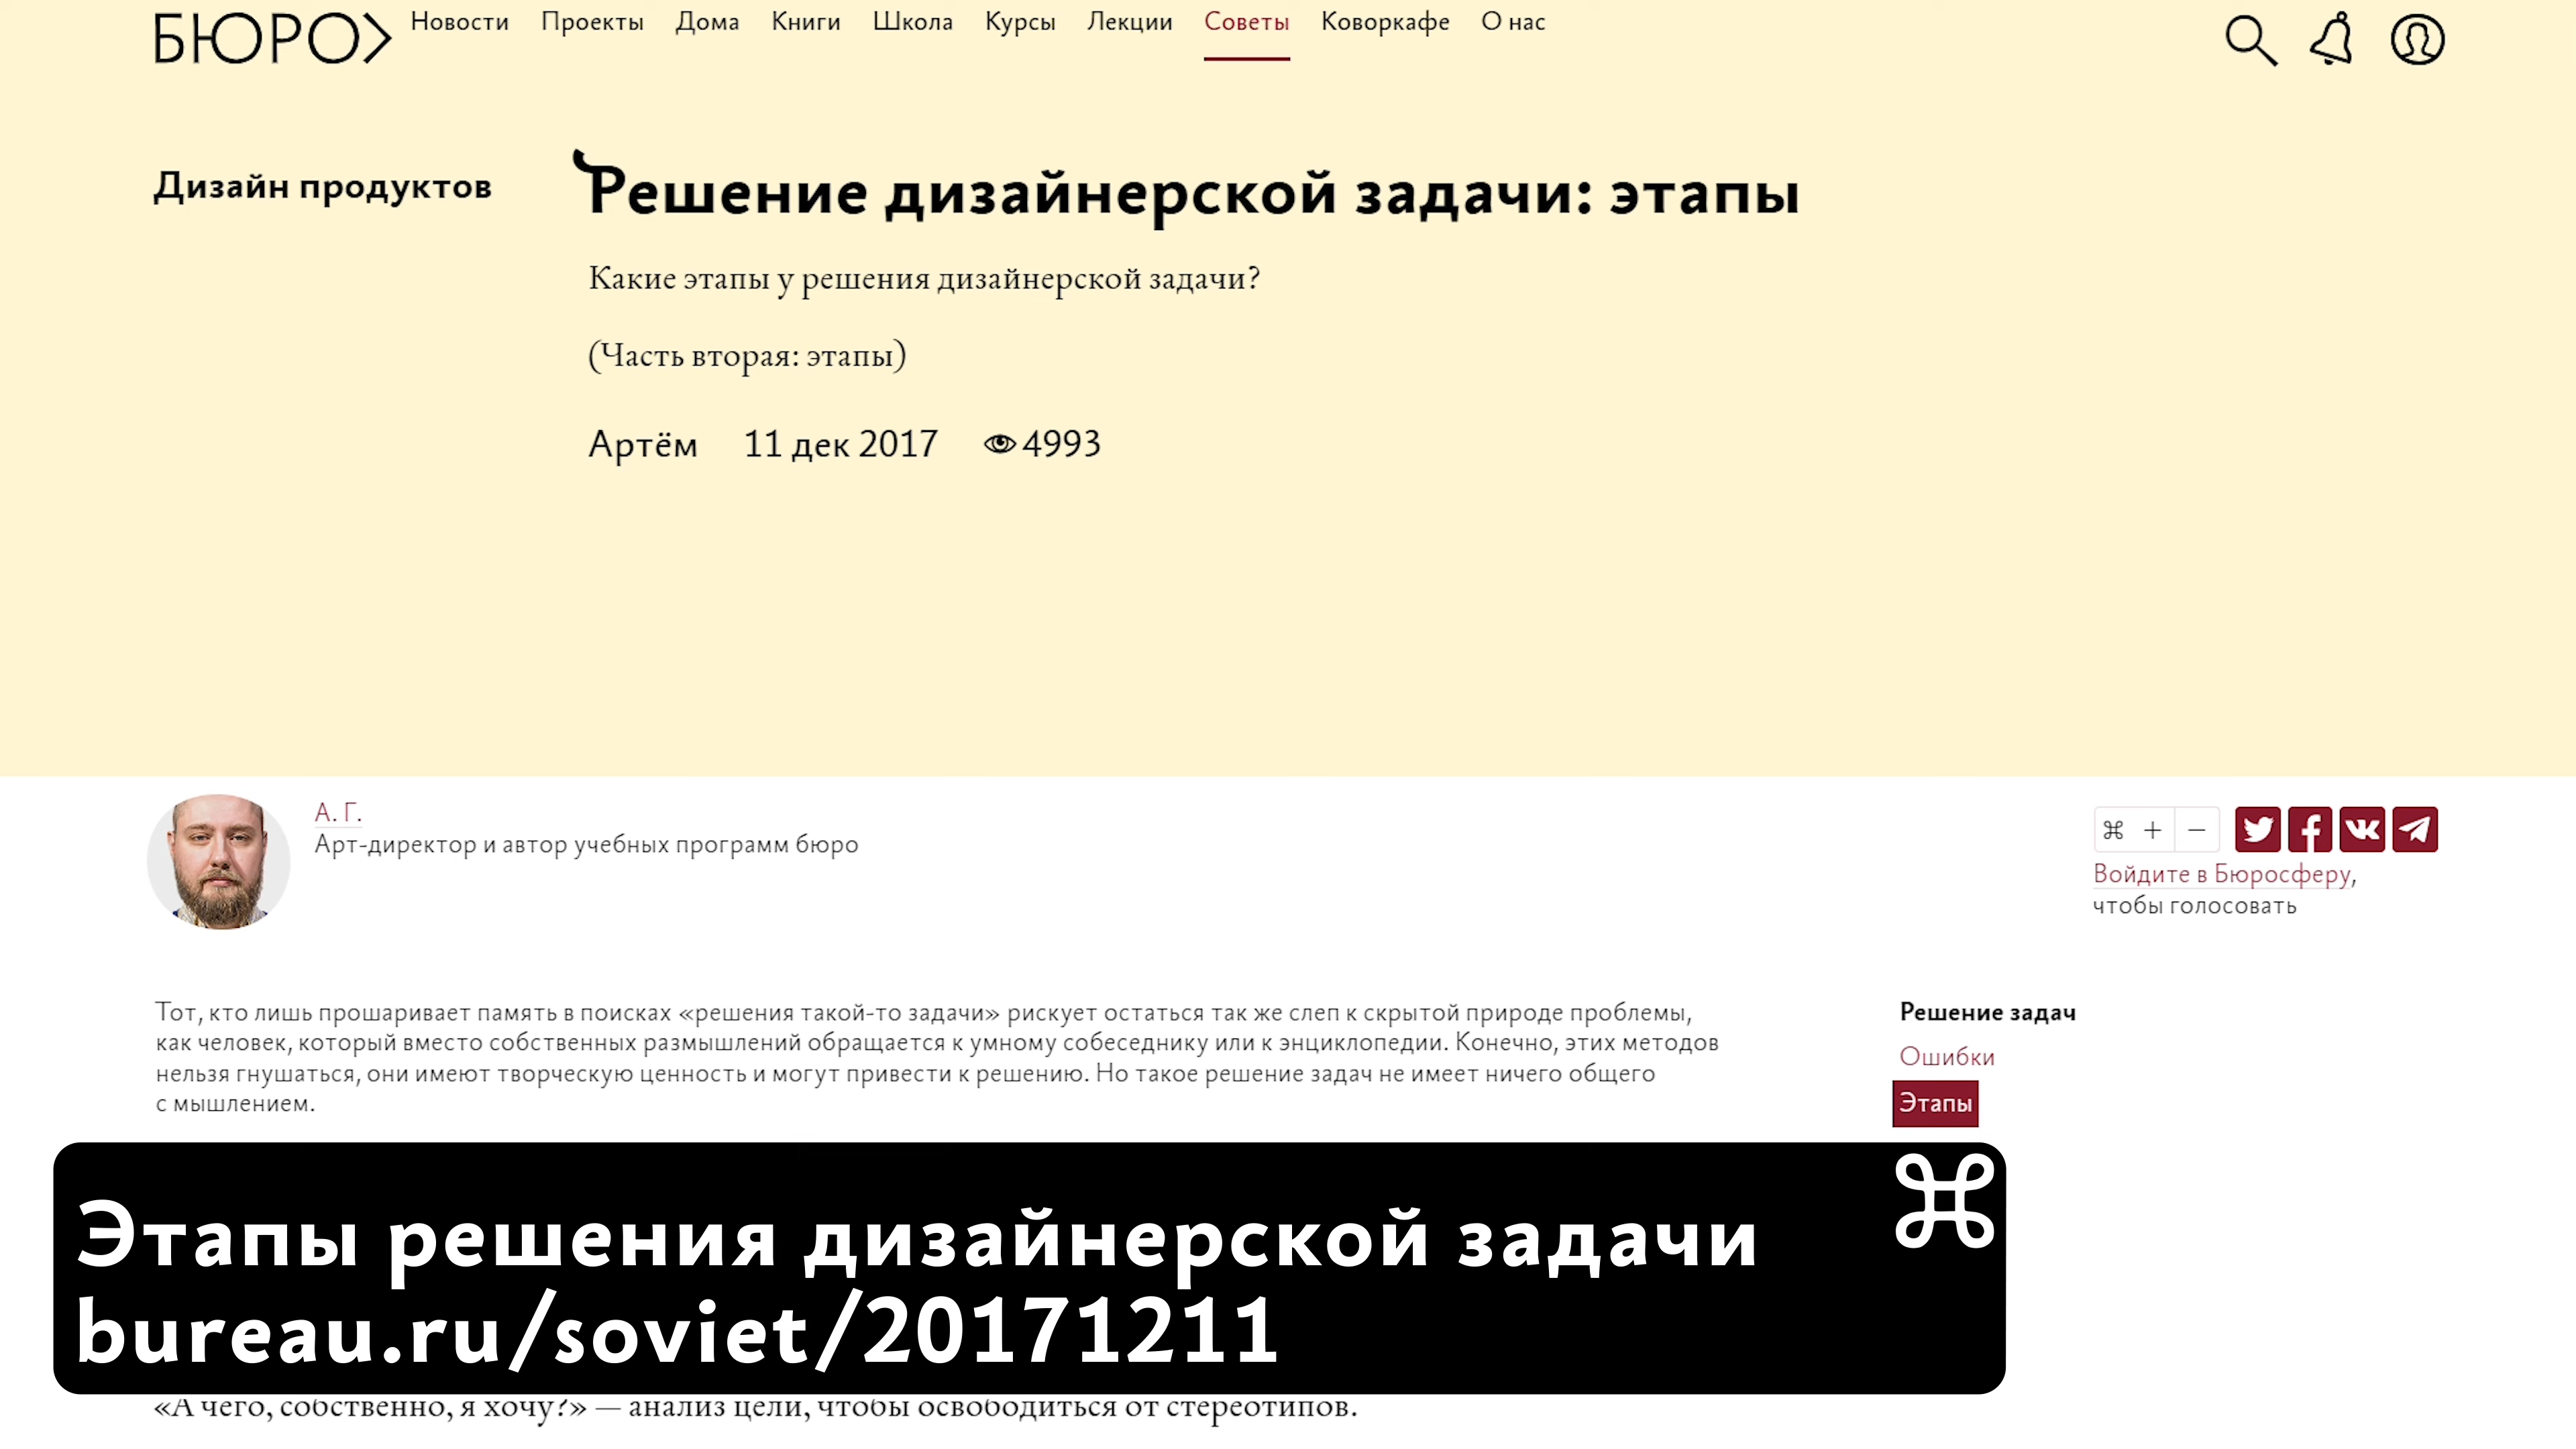 БЮРО
Новости Проекты Дома Книги Школа Курсы Лекции Советы Коворкафе О нас
Дизайн продуктов
Решение дизайнерской задачи: этапы
Какие этапы у решения дизайнерской задачи?
(Часть вторая: этапы)
Артём 11 дек 2017 4993
А. Г.
Арт-директор и автор учебных программ бюро
⌘ + −
Войдите в Бюросферу,
чтобы голосовать
Тот, кто лишь прошаривает память в поисках «решения такой-то задачи» рискует остаться так же слеп к скрытой природе проблемы,
как человек, который вместо собственных размышлений обращается к умному собеседнику или к энциклопедии. Конечно, этих методов
нельзя гнушаться, они имеют творческую ценность и могут привести к решению. Но такое решение задач не имеет ничего общего
с мышлением.
Решение задач
Ошибки
Этапы
Этапы решения дизайнерской задачи ⌘
bureau.ru/soviet/20171211
«А чего, собственно, я хочу?» — анализ цели, чтобы освободиться от стереотипов.